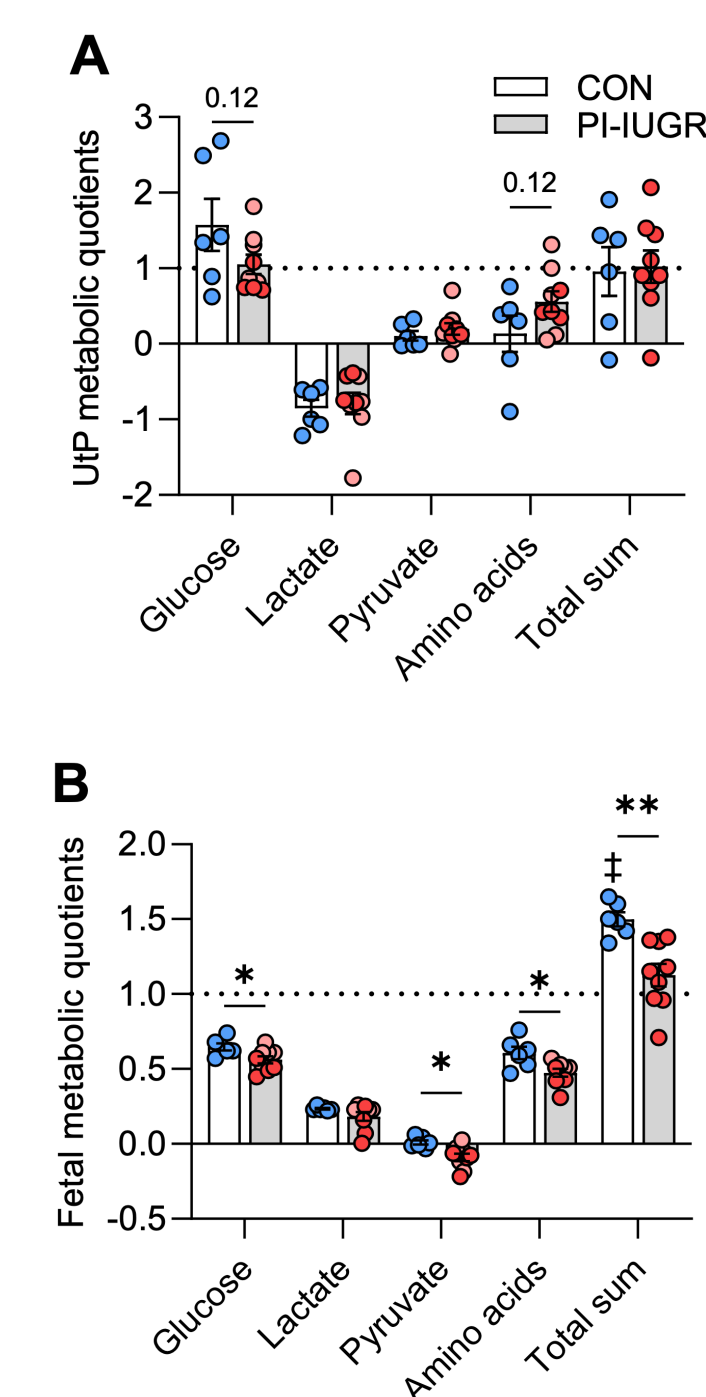 A
CON
PI-IUGR
0.12
0.12
UtP metabolic quotients
3
2
1
0
-1
-2
Glucose
Lactate
Pyruvate
Amino acids
Total sum
B
Fetal metabolic quotients
2.0
1.5
1.0
0.5
0.0
-0.5
*
*
*
‡
**
Glucose
Lactate
Pyruvate
Amino acids
Total sum